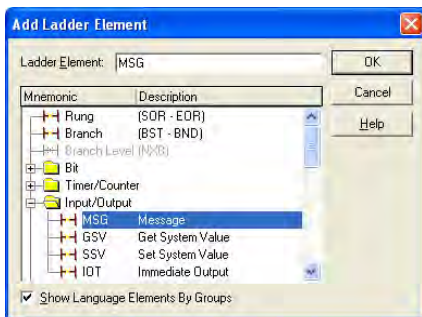 Add Ladder Element
Ladder Element: MSG
OK
Cancel
Help
Mnemonic Description
Rung (SOR - EOR)
Branch (BST - BND)
Branch Level (NXB)
Bit
Timer/Counter
Input/Output
MSG Message
GSV Get System Value
SSV Set System Value
IOT Immediate Output
Show Language Elements By Groups